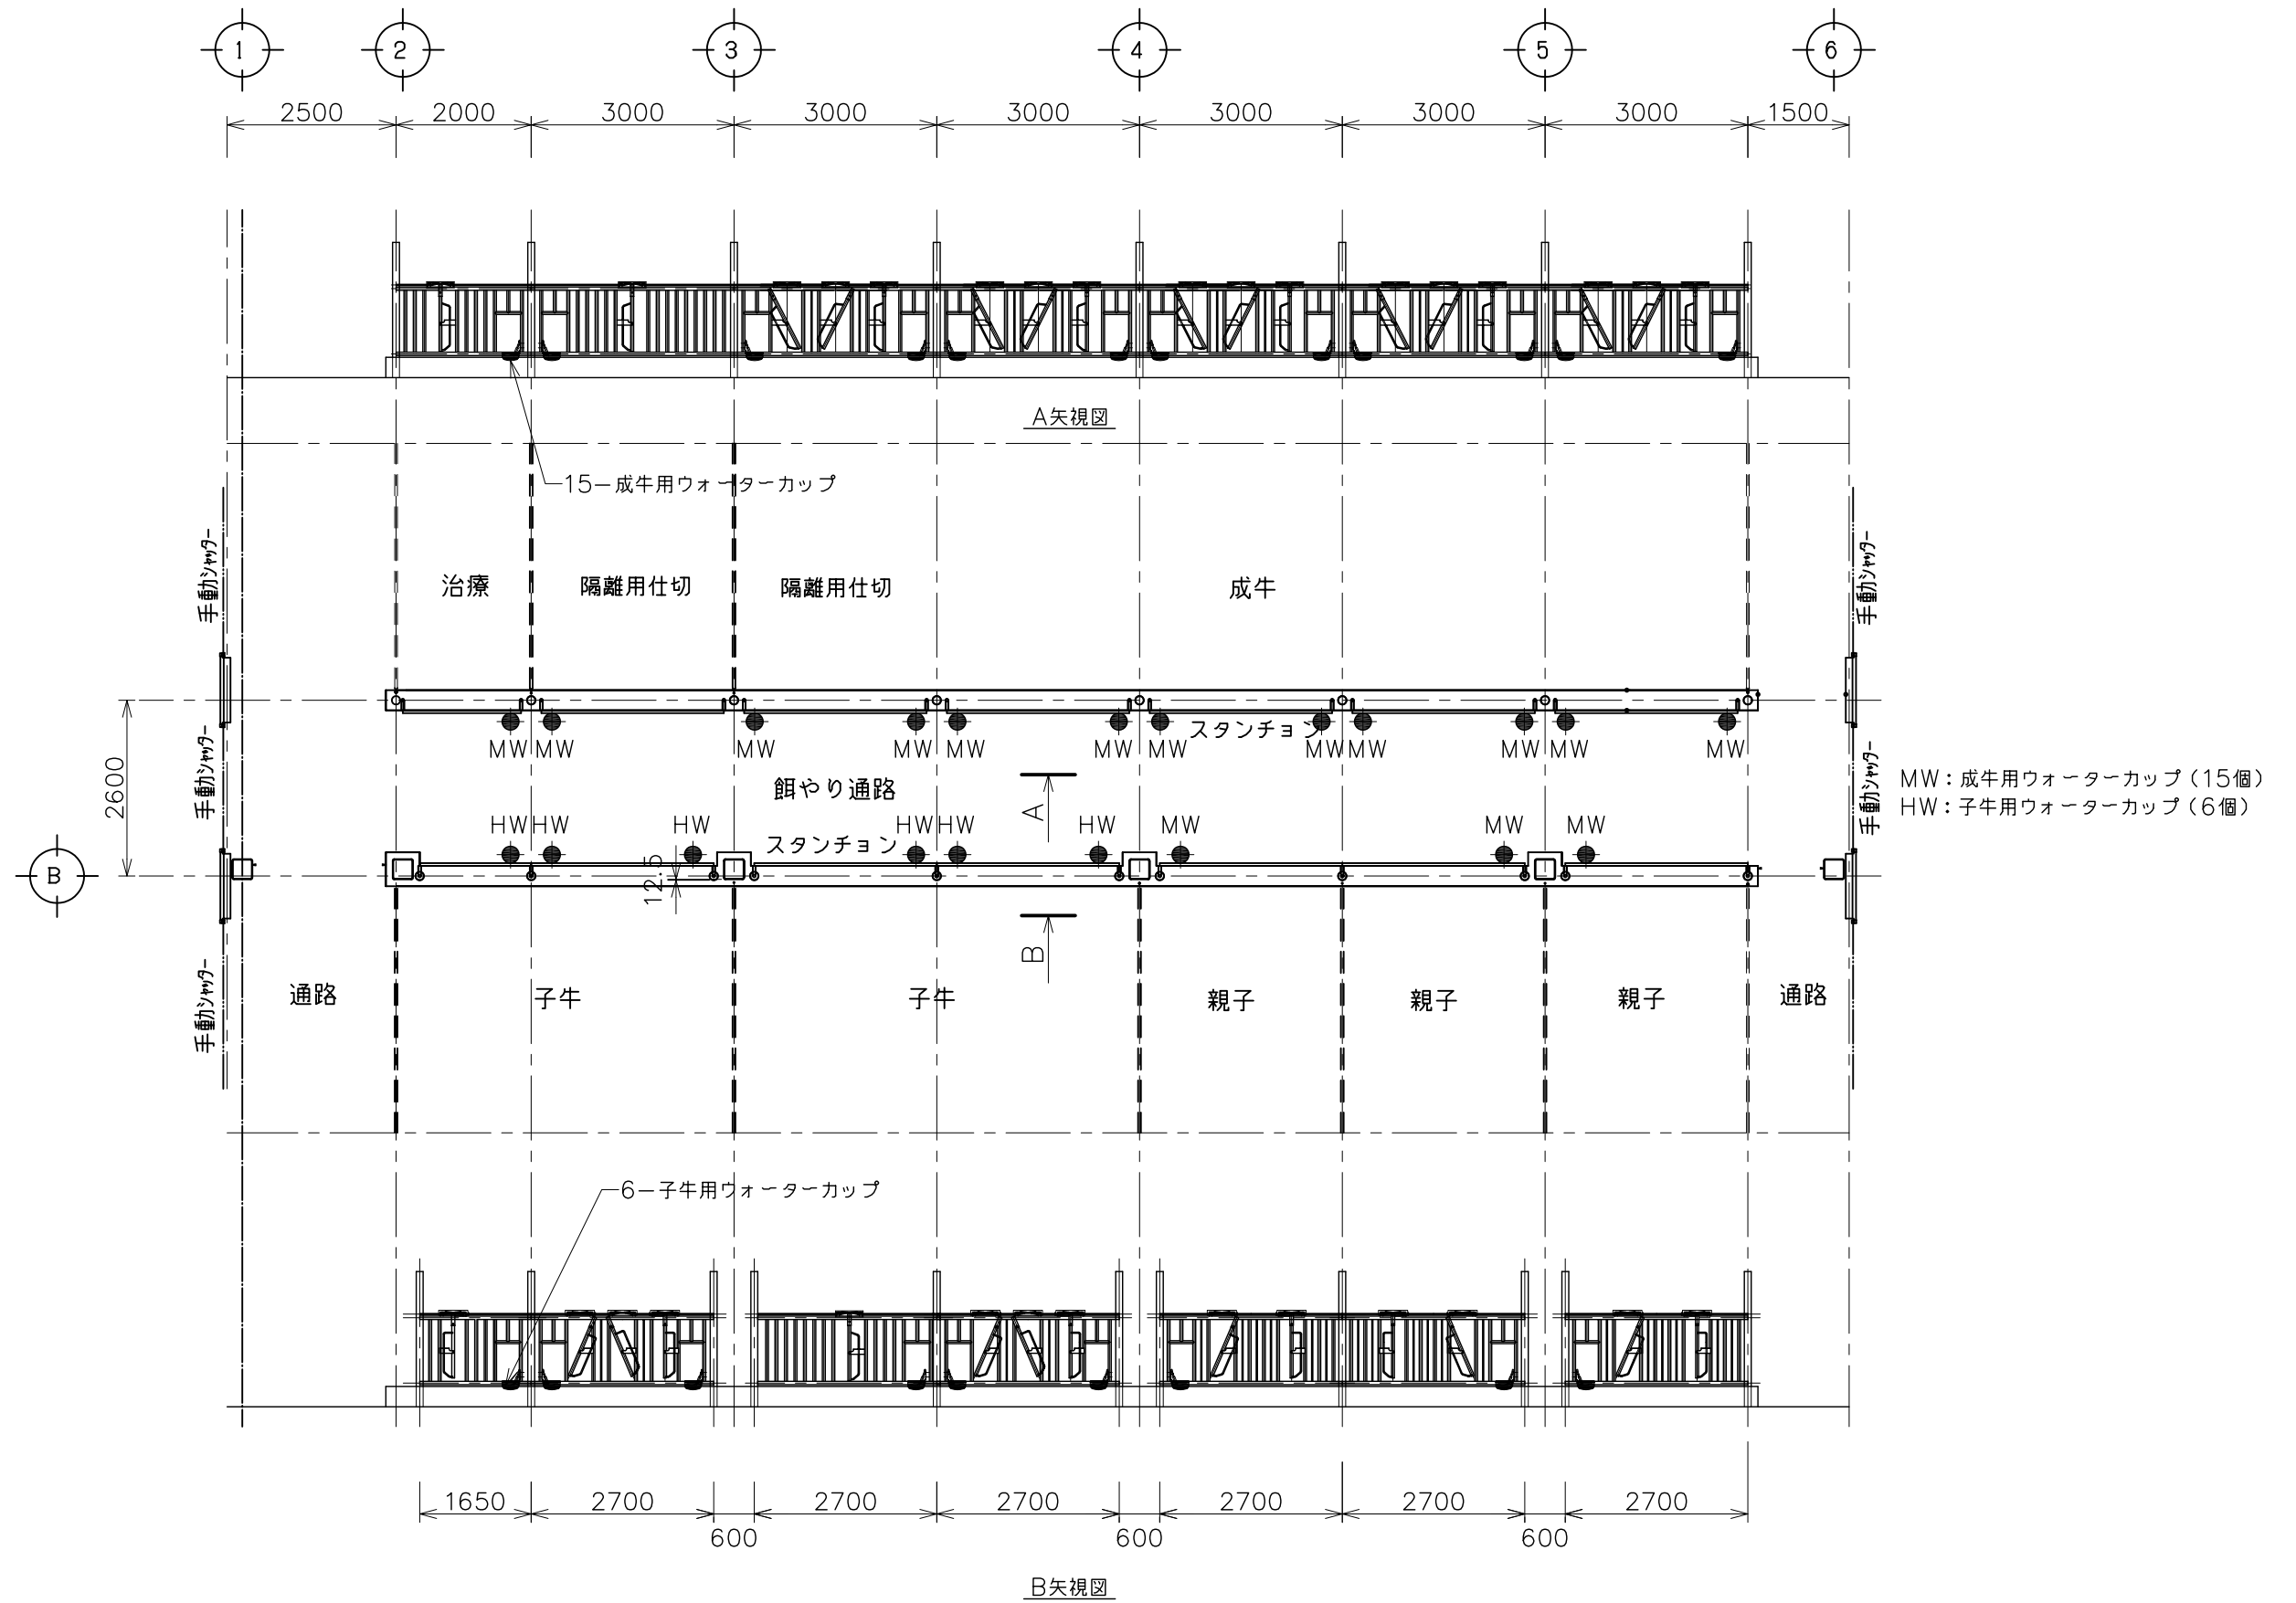 1 2 3 4 5 6
2500 2000 3000 3000 3000 3000 3000 3000 1500
A矢視図
15－成牛用ウォーターカップ
手動シャッター 手動シャッター
治療 隔離用仕切 隔離用仕切 成牛
スタンチョン
MW MW MW MW MW MW MW MW MW MW MW MW
手動シャッター 手動シャッター
2600
餌やり通路
A
MW：成牛用ウォーターカップ（15個）
HW：子牛用ウォーターカップ（6個）
HW HW HW HW HW HW MW MW MW
スタンチョン
12.5
B
B
手動シャッター
通路 子牛 子牛 親子 親子 親子 通路
6－子牛用ウォーターカップ
1650 2700 2700 2700 2700 2700 2700
600 600 600
B矢視図